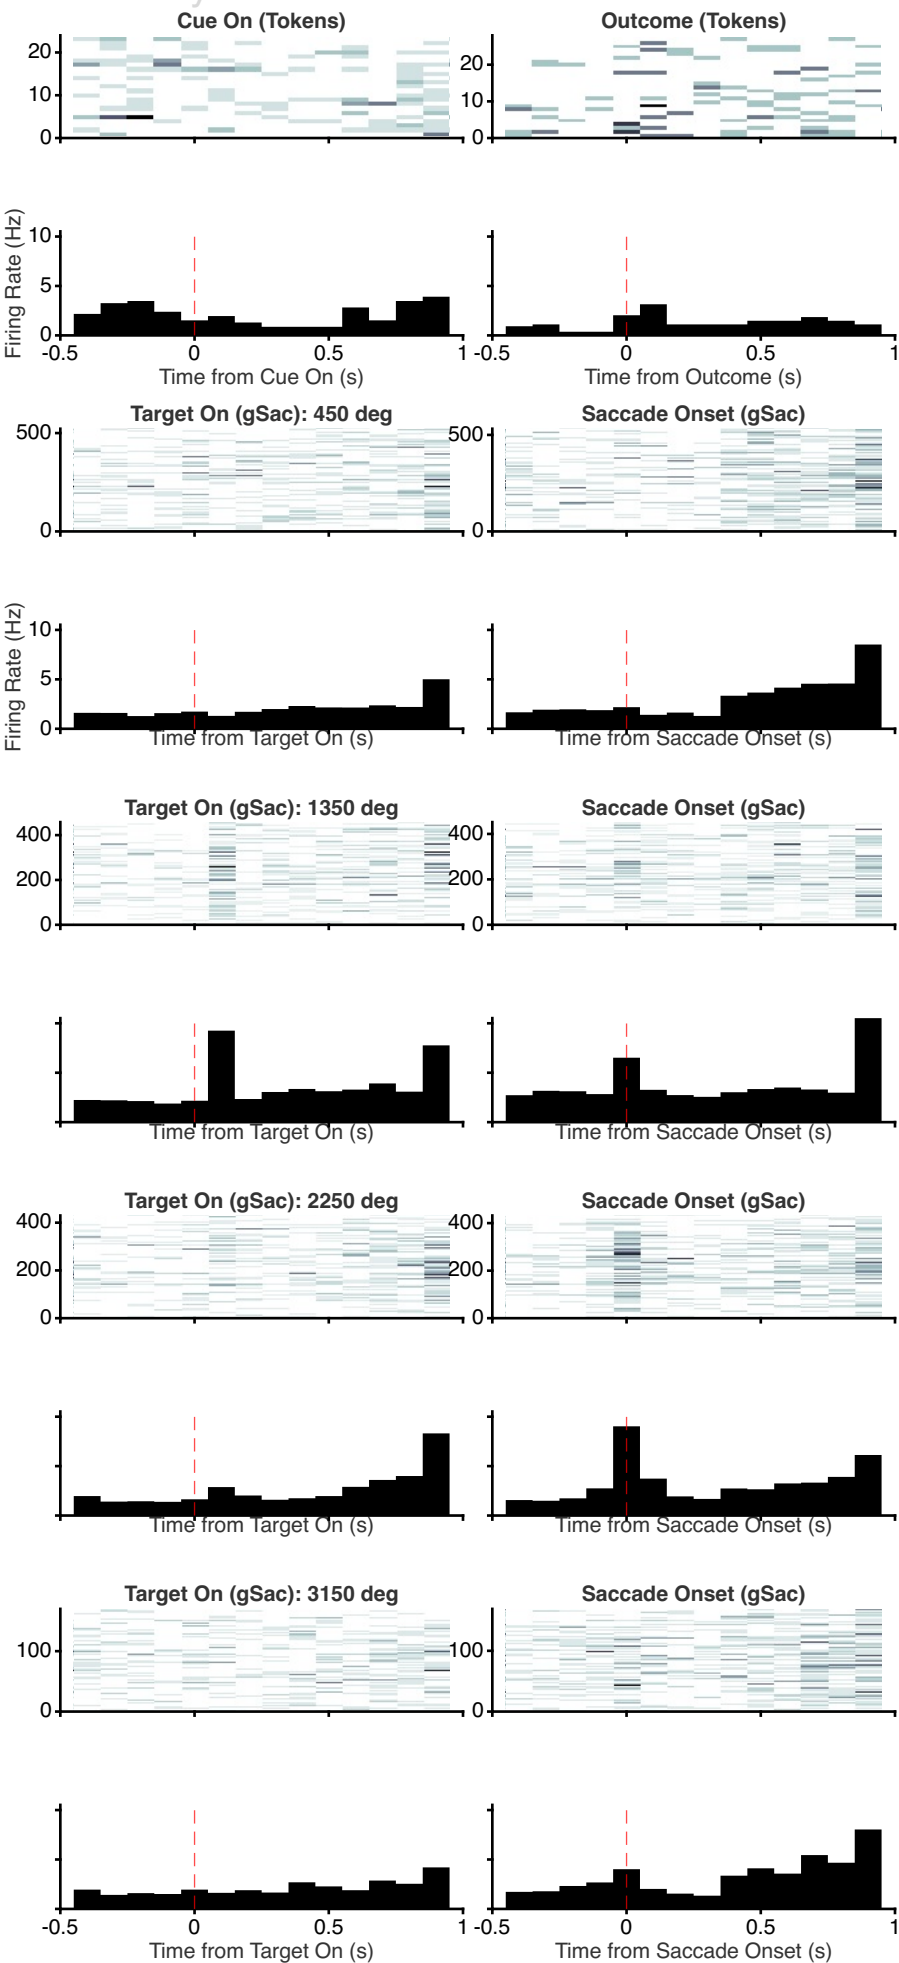 Cue On (Tokens) Outcome (Tokens)
20 20
10 10
0 0
Firing Rate (Hz)
10
5
0
-0.5 0 0.5 1 -0.5 0 0.5 1
Time from Cue On (s) Time from Outcome (s)
Target On (gSac): 450 deg Saccade Onset (gSac)
500 500
0 0
Firing Rate (Hz)
10
5
0
Time from Target On (s) Time from Saccade Onset (s)
Target On (gSac): 1350 deg Saccade Onset (gSac)
400 400
200 200
0 0
Time from Target On (s) Time from Saccade Onset (s)
Target On (gSac): 2250 deg Saccade Onset (gSac)
400 400
200 200
0 0
Time from Target On (s) Time from Saccade Onset (s)
Target On (gSac): 3150 deg Saccade Onset (gSac)
100 100
0 0
-0.5 0 0.5 1 -0.5 0 0.5 1
Time from Target On (s) Time from Saccade Onset (s)